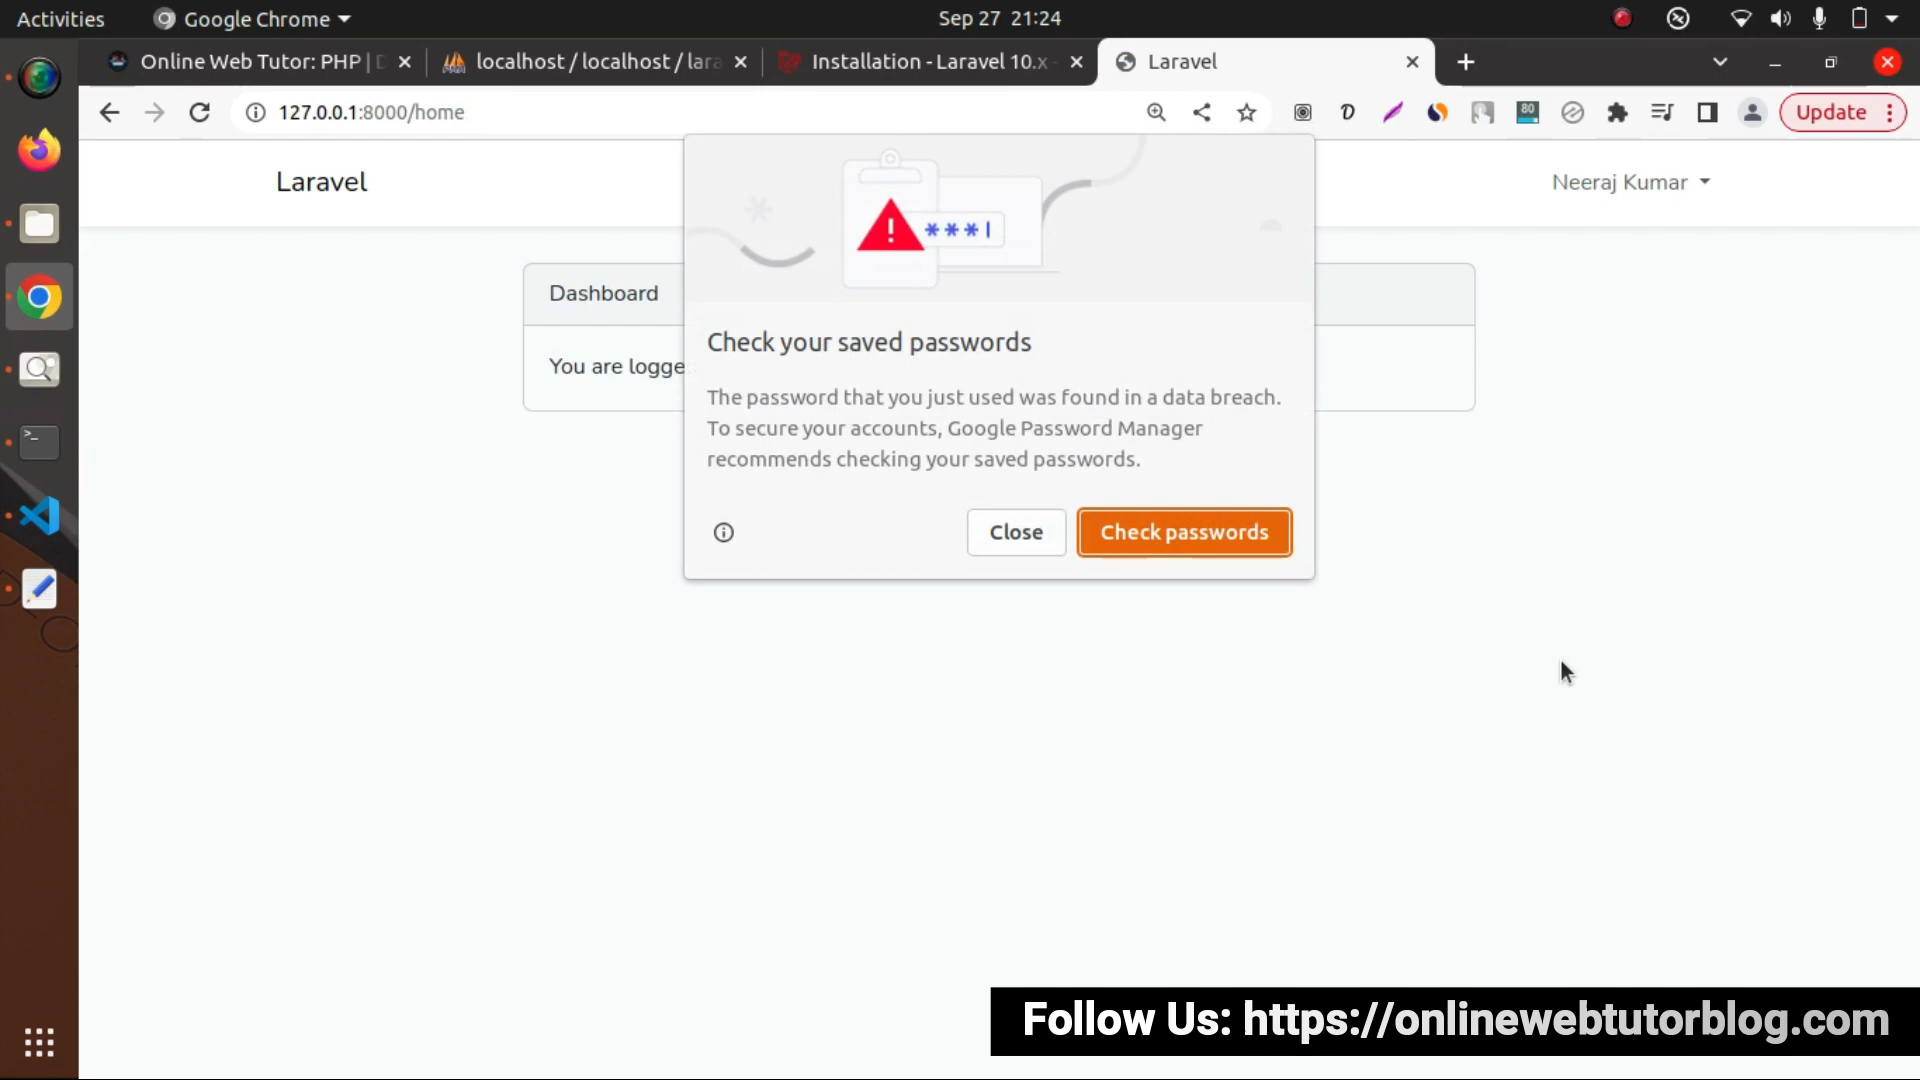 Activities
Google Chrome
Sep 27 21:24
Online Web Tutor: PHP |
localhost / localhost / lara
Installation - Laravel 10.x -
Laravel
127.0.0.1:8000/home
80
Update
Laravel
Neeraj Kumar
***
Dashboard
You are logge
Check your saved passwords
The password that you just used was found in a data breach.
To secure your accounts, Google Password Manager
recommends checking your saved passwords.
Close
Check passwords
Follow Us: https://onlinewebtutorblog.com